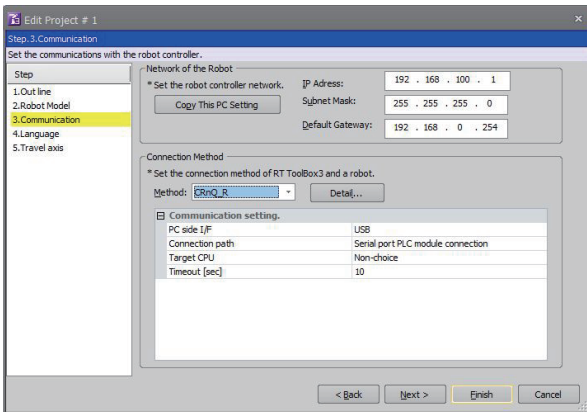 Edit Project # 1
Step. 3.Communication
Set the communications with the robot controller.
Step
1.Out line
2.Robot Model
3.Communication
4.Language
5.Travel axis
Network of the Robot
* Set the robot controller network.
Copy This PC Setting
IP Adress: 192 . 168 . 100 . 1
Subnet Mask: 255 . 255 . 255 . 0
Default Gateway: 192 . 168 . 0 . 254
Connection Method
* Set the connection method of RT ToolBox3 and a robot.
Method: CRnQ_R Detail...
Communication setting.
PC side I/F USB
Connection path Serial port PLC module connection
Target CPU Non-choice
Timeout [sec] 10
< Back Next > Finish Cancel